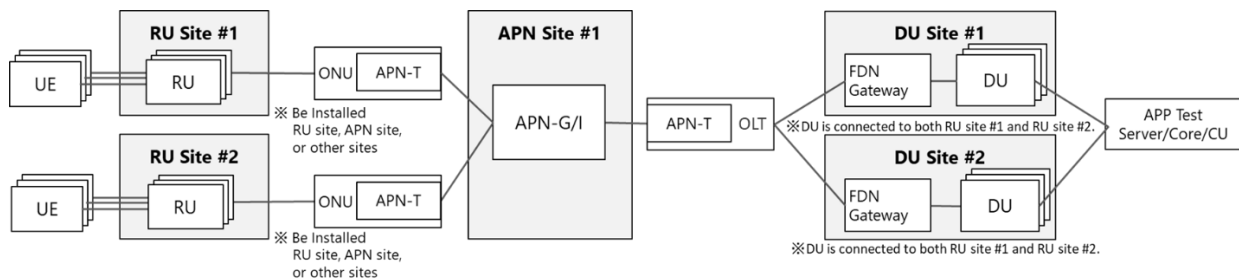 RU Site #1
UE
RU
ONU
APN-T
※ Be Installed
RU site, APN site,
or other sites
RU Site #2
UE
RU
ONU
APN-T
※ Be Installed
RU site, APN site,
or other sites
APN Site #1
APN-G/I
APN-T
OLT
DU Site #1
FDN
Gateway
DU
※DU is connected to both RU site #1 and RU site #2.
DU Site #2
FDN
Gateway
DU
※DU is connected to both RU site #1 and RU site #2.
APP Test
Server/Core/CU